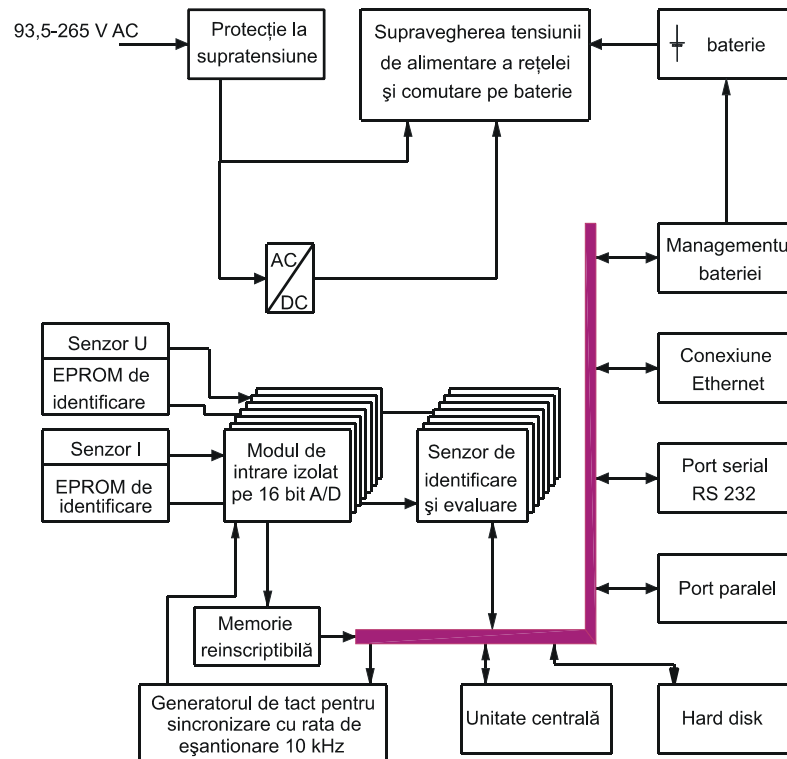 93,5-265 V AC
Protecție la
supratensiune
Supravegherea tensiunii
de alimentare a rețelei
şi comutare pe baterie
baterie
AC
DC
Managementu
bateriei
Senzor U
EPROM de
identificare
Senzor I
EPROM de
identificare
Modul de
intrare izolat
pe 16 bit A/D
Senzor de
identificare
şi evaluare
Conexiune
Ethernet
Port serial
RS 232
Port paralel
Memorie
reinscriptibilă
Generatorul de tact pentru
sincronizare cu rata de
eşantionare 10 kHz
Unitate centrală
Hard disk